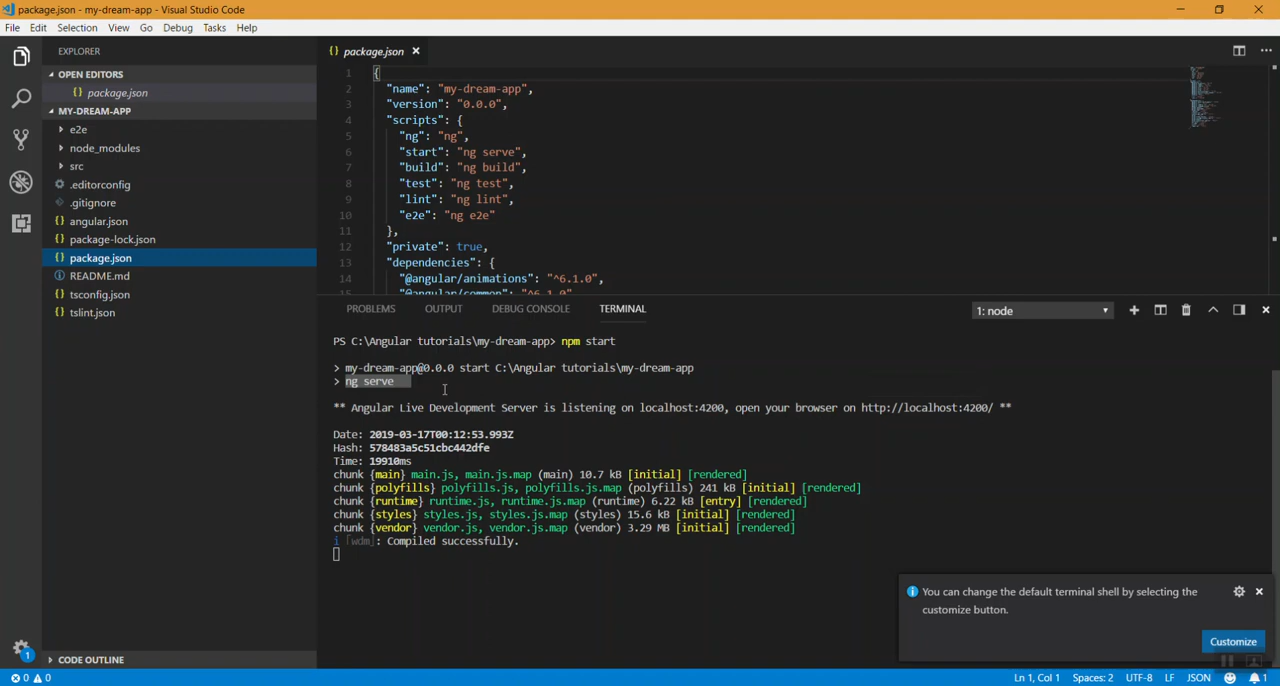 package.json - my-dream-app - Visual Studio Code
File Edit Selection View Go Debug Tasks Help
EXPLORER
OPEN EDITORS
{} package.json
MY-DREAM-APP
e2e
node_modules
src
.editorconfig
.gitignore
{} angular.json
{} package-lock.json
{} package.json
README.md
{} tsconfig.json
{} tslint.json
CODE OUTLINE
{} package.json
1 {
2 "name": "my-dream-app",
3 "version": "0.0.0",
4 "scripts": {
5 "ng": "ng",
6 "start": "ng serve",
7 "build": "ng build",
8 "test": "ng test",
9 "lint": "ng lint",
10 "e2e": "ng e2e"
11 },
12 "private": true,
13 "dependencies": {
14 "@angular/animations": "^6.1.0",
15 "@angular/common": "^6.1.0"
PROBLEMS OUTPUT DEBUG CONSOLE TERMINAL
1: node
PS C:\Angular tutorials\my-dream-app> npm start
> my-dream-app@0.0.0 start C:\Angular tutorials\my-dream-app
> ng serve
** Angular Live Development Server is listening on localhost:4200, open your browser on http://localhost:4200/ **
Date: 2019-03-17T00:12:53.993Z
Hash: 578483a5c51cbc442dfe
Time: 19910ms
chunk {main} main.js, main.js.map (main) 10.7 kB [initial] [rendered]
chunk {polyfills} polyfills.js, polyfills.js.map (polyfills) 241 kB [initial] [rendered]
chunk {runtime} runtime.js, runtime.js.map (runtime) 6.22 kB [entry] [rendered]
chunk {styles} styles.js, styles.js.map (styles) 15.6 kB [initial] [rendered]
chunk {vendor} vendor.js, vendor.js.map (vendor) 3.29 MB [initial] [rendered]
i ｢wdm｣: Compiled successfully.
You can change the default terminal shell by selecting the
customize button.
Customize
1
0 0
Ln 1, Col 1 Spaces: 2 UTF-8 LF JSON 1